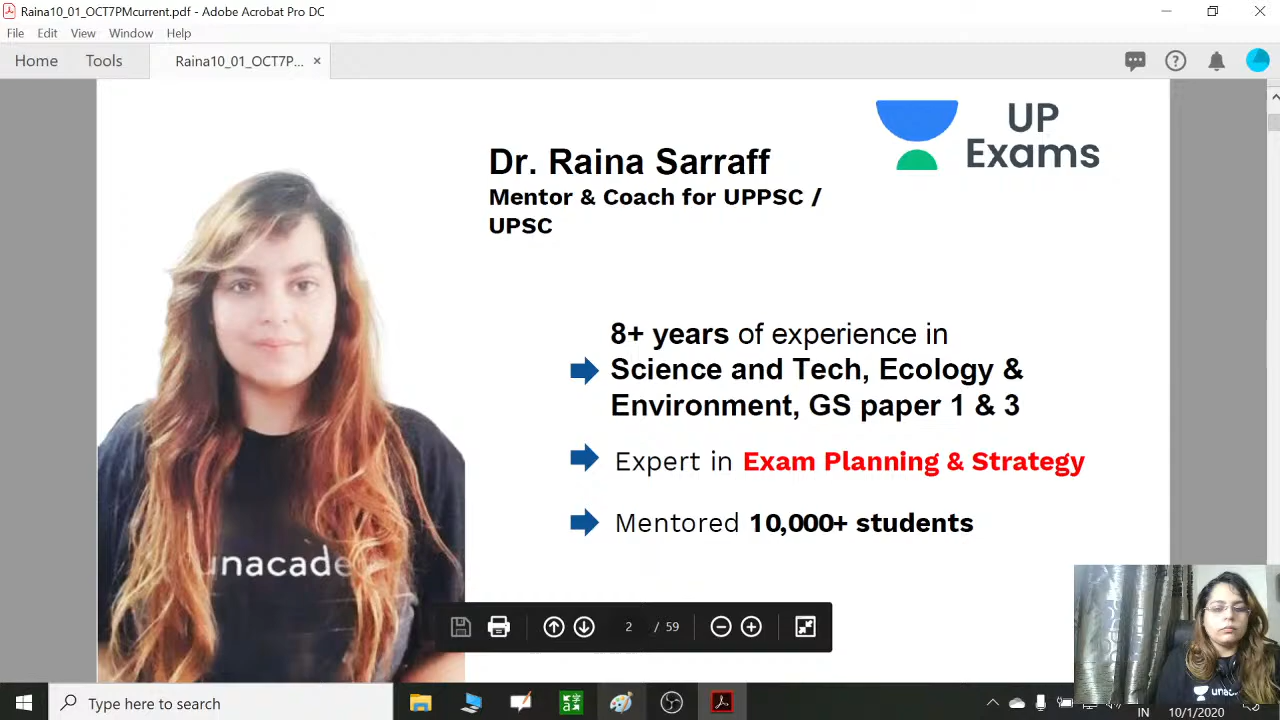 Raina10_01_OCT7PMcurrent.pdf - Adobe Acrobat Pro DC
File Edit View Window Help
Home Tools Raina10_01_OCT7P... ×
UP
Exams
Dr. Raina Sarraff
Mentor & Coach for UPPSC /
UPSC
8+ years of experience in
Science and Tech, Ecology &
Environment, GS paper 1 & 3
Expert in Exam Planning & Strategy
Mentored 10,000+ students
unacade
2 / 59
unac
Type here to search
IN 10/1/2020